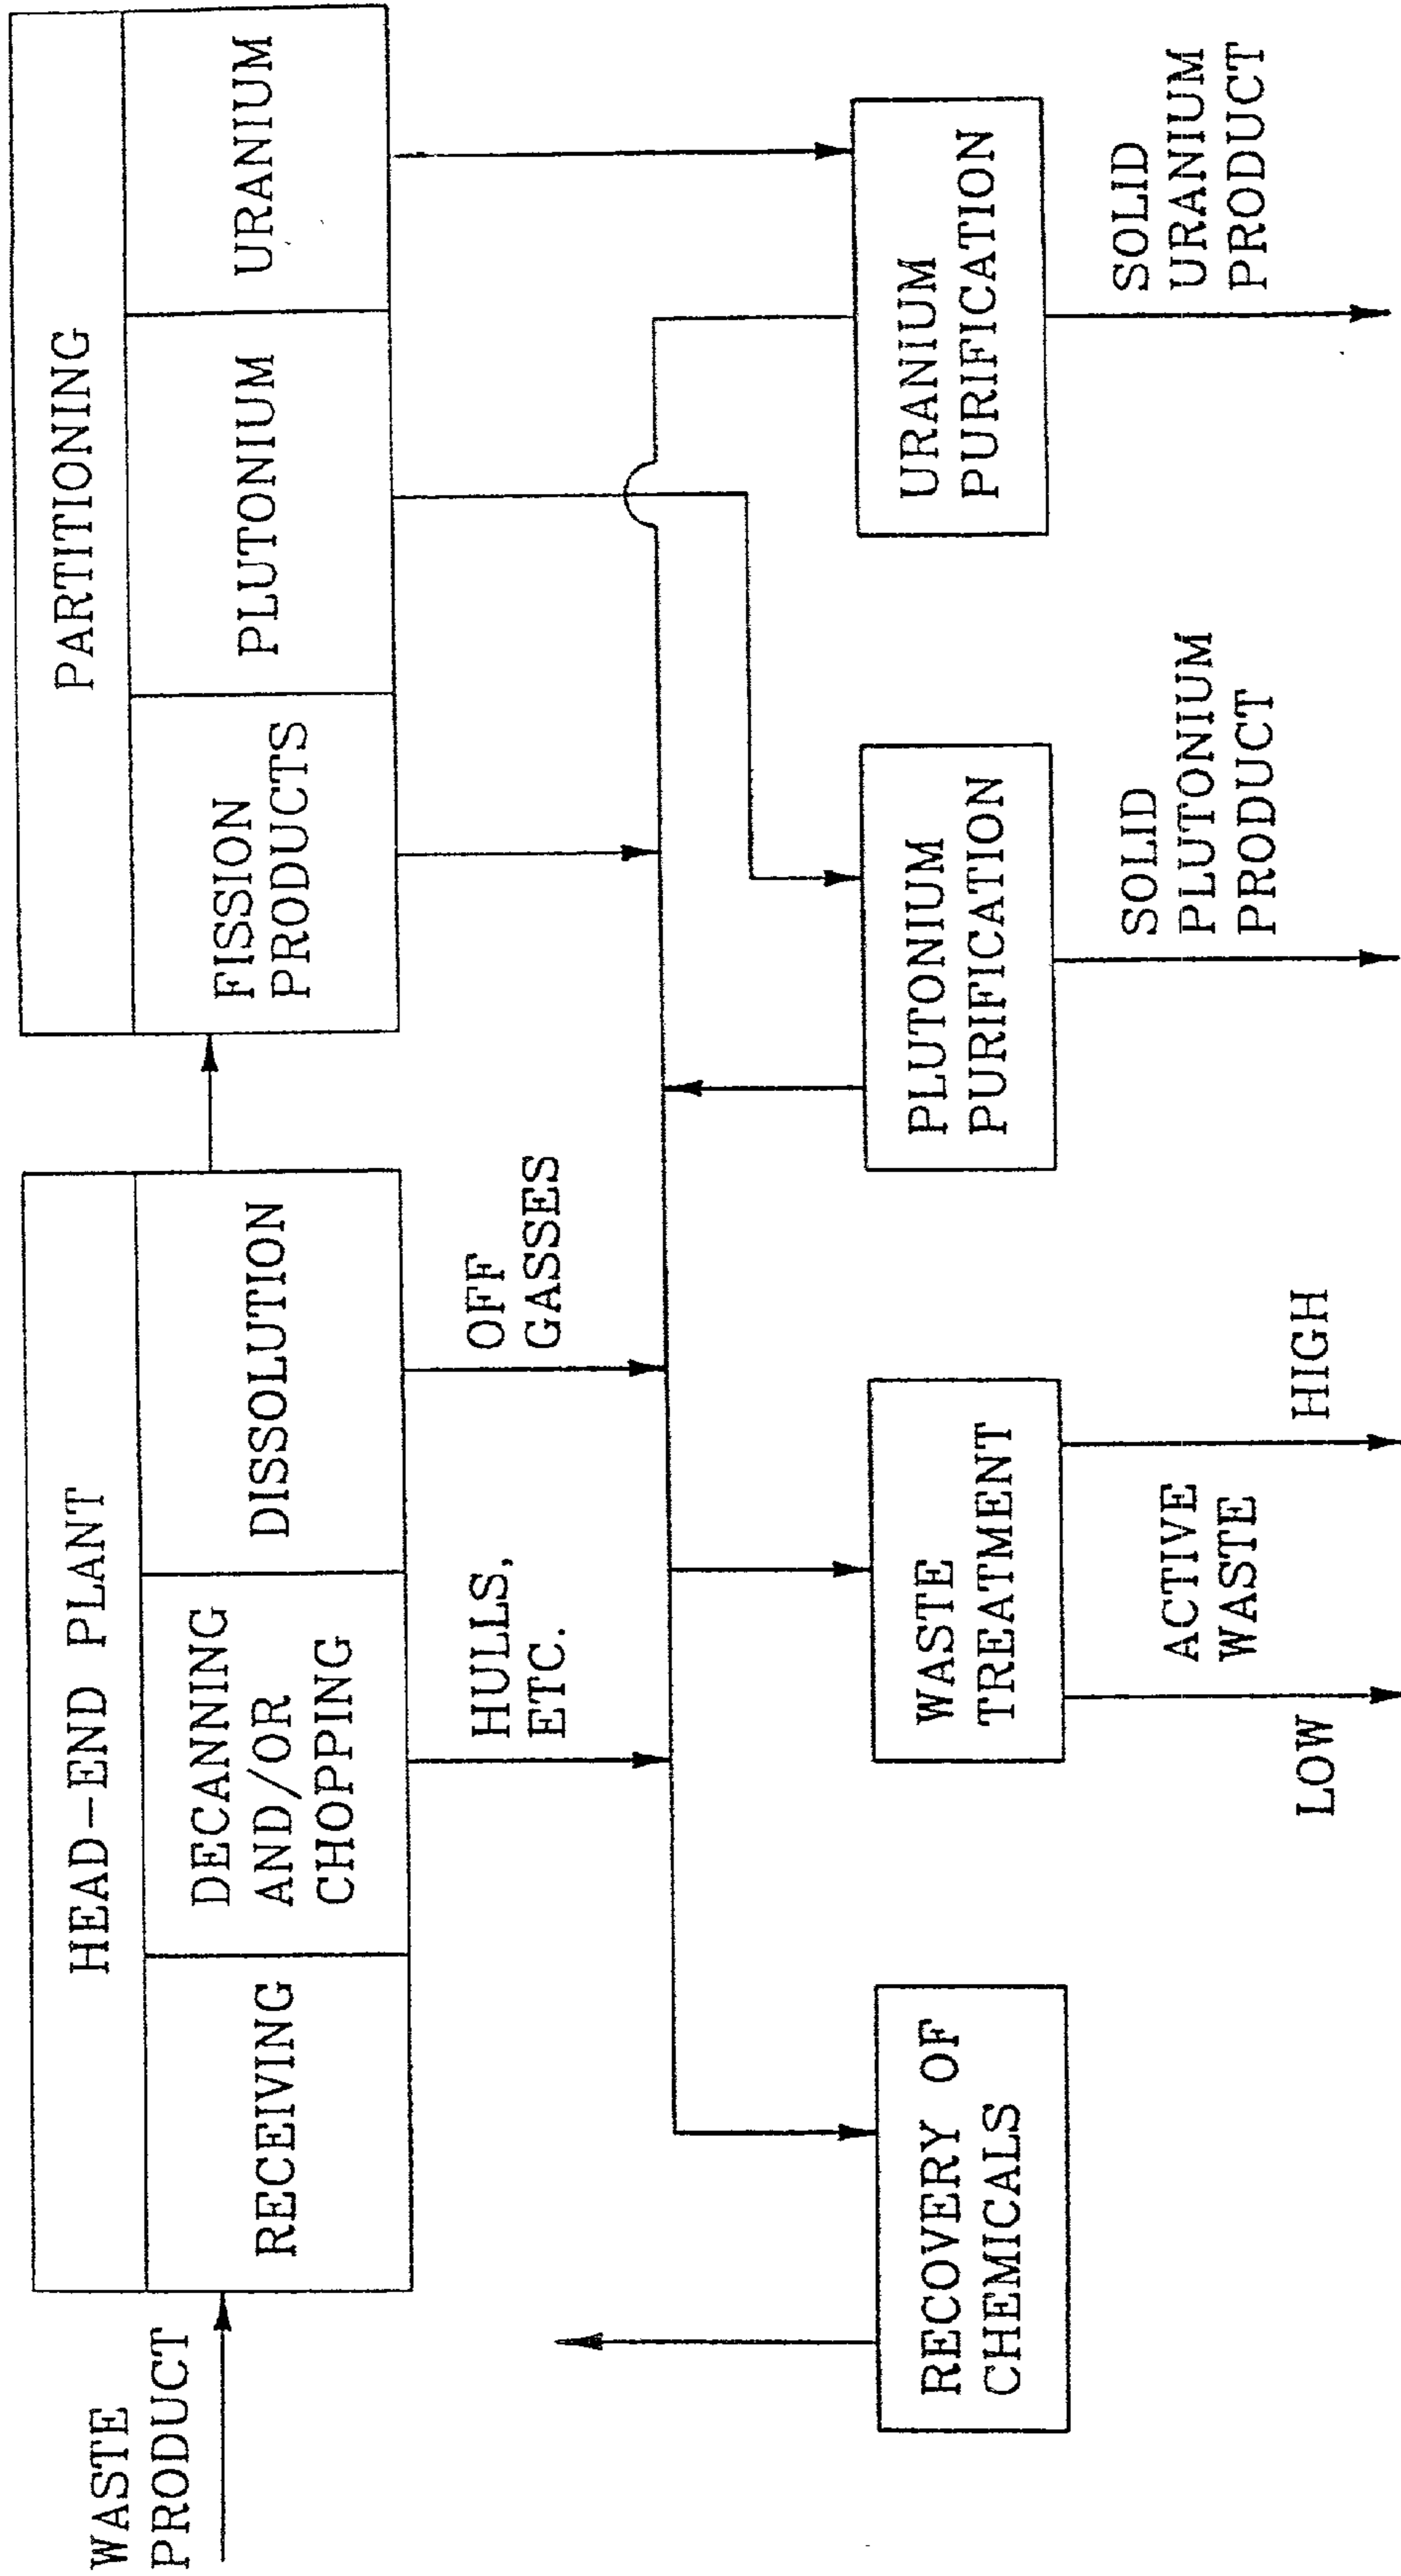 WASTE
PRODUCT
HEAD-END PLANT
RECEIVING
DECANNING
AND/OR
CHOPPING
DISSOLUTION
PARTITIONING
FISSION
PRODUCTS
PLUTONIUM
URANIUM
HULLS,
ETC.
OFF
GASSES
RECOVERY OF
CHEMICALS
WASTE
TREATMENT
PLUTONIUM
PURIFICATION
URANIUM
PURIFICATION
LOW
ACTIVE
WASTE
HIGH
SOLID
PLUTONIUM
PRODUCT
SOLID
URANIUM
PRODUCT